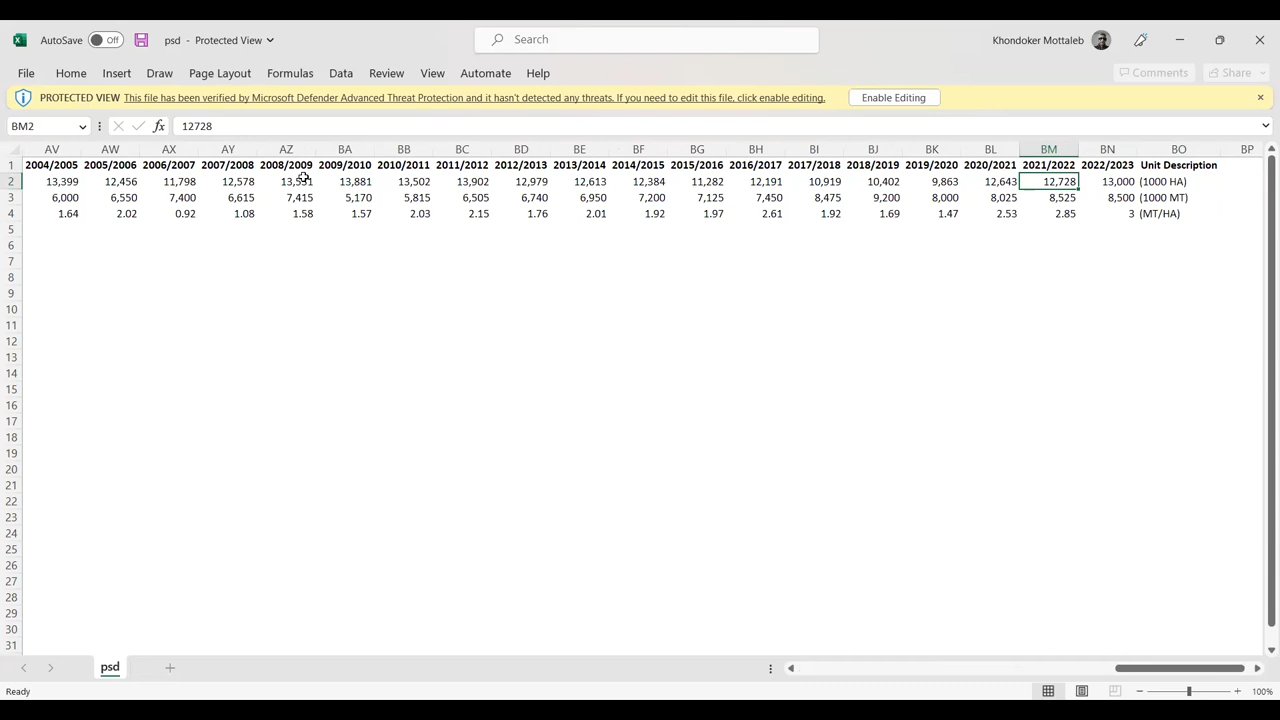 AutoSave Off psd - Protected View Search Khondoker Mottaleb
File Home Insert Draw Page Layout Formulas Data Review View Automate Help Comments Share
PROTECTED VIEW This file has been verified by Microsoft Defender Advanced Threat Protection and it hasn't detected any threats. If you need to edit this file, click enable editing. Enable Editing
BM2 fx 12728
AV AW AX AY AZ BA BB BC BD BE BF BG BH BI BJ BK BL BM BN BO BP
1 2004/2005 2005/2006 2006/2007 2007/2008 2008/2009 2009/2010 2010/2011 2011/2012 2012/2013 2013/2014 2014/2015 2015/2016 2016/2017 2017/2018 2018/2019 2019/2020 2020/2021 2021/2022 2022/2023 Unit Description
2 13,399 12,456 11,798 12,578 13,881 13,502 13,902 12,979 12,613 12,384 11,282 12,191 10,919 10,402 9,863 12,643 12,728 13,000 (1000 HA)
3 6,000 6,550 7,400 6,615 7,415 5,170 5,815 6,505 6,740 6,950 7,200 7,125 7,450 8,475 9,200 8,000 8,025 8,525 8,500 (1000 MT)
4 1.64 2.02 0.92 1.08 1.58 1.57 2.03 2.15 1.76 2.01 1.92 1.97 2.61 1.92 1.69 1.47 2.53 2.85 3 (MT/HA)
5
6
7
8
9
10
11
12
13
14
15
16
17
18
19
20
21
22
23
24
25
26
27
28
29
30
31
psd
Ready 100%